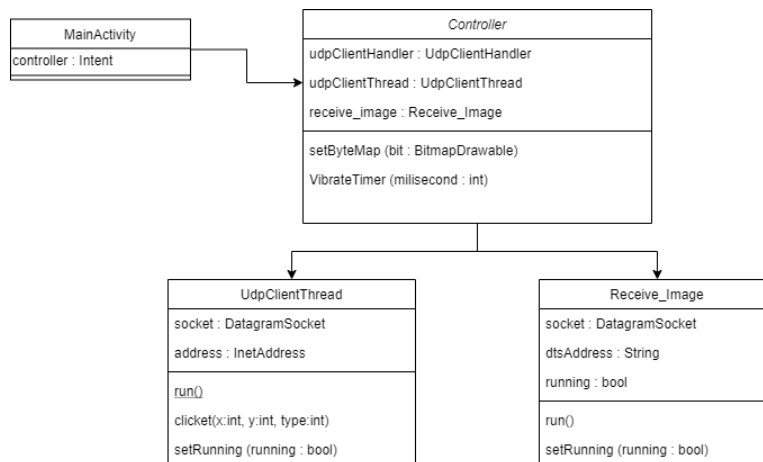 MainActivity
controller : Intent
Controller
udpClientHandler : UdpClientHandler
udpClientThread : UdpClientThread
receive_image : Receive_Image
setByteMap (bit : BitmapDrawable)
VibrateTimer (milisecond : int)
UdpClientThread
socket : DatagramSocket
address : InetAddress
run()
clicket(x:int, y:int, type:int)
setRunning (running : bool)
Receive_Image
socket : DatagramSocket
dtsAddress : String
running : bool
run()
setRunning (running : bool)